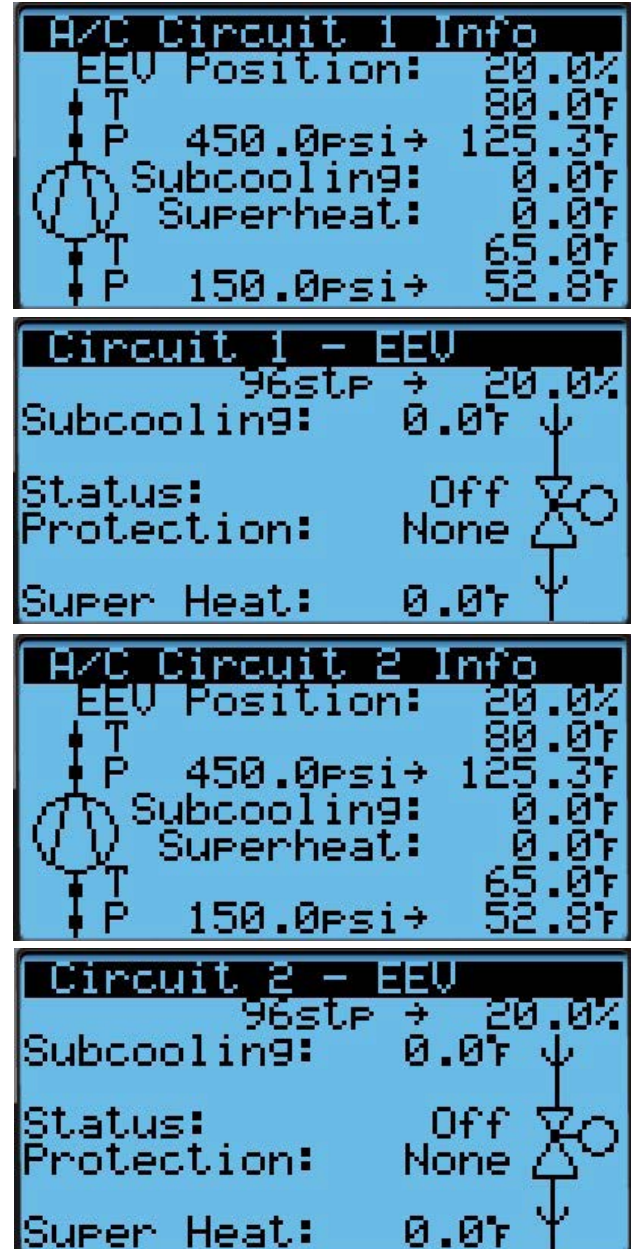 A/C Circuit 1 Info
EEV Position: 20.0%
T 80.0°F
P 450.0psi→ 125.3°F
Subcooling: 0.0°F
Superheat: 0.0°F
T 65.0°F
P 150.0psi→ 52.8°F
Circuit 1 - EEV
96stp → 20.0%
Subcooling: 0.0°F
Status: Off
Protection: None
Super Heat: 0.0°F
A/C Circuit 2 Info
EEV Position: 20.0%
T 80.0°F
P 450.0psi→ 125.3°F
Subcooling: 0.0°F
Superheat: 0.0°F
T 65.0°F
P 150.0psi→ 52.8°F
Circuit 2 - EEV
96stp → 20.0%
Subcooling: 0.0°F
Status: Off
Protection: None
Super Heat: 0.0°F